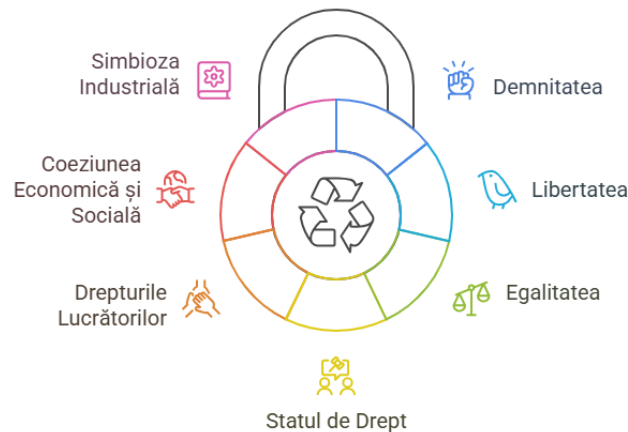 Simbioza
Industrială
Demnitatea
Coeziunea
Economică și
Socială
Libertatea
Drepturile
Lucrătorilor
Egalitatea
Statul de Drept